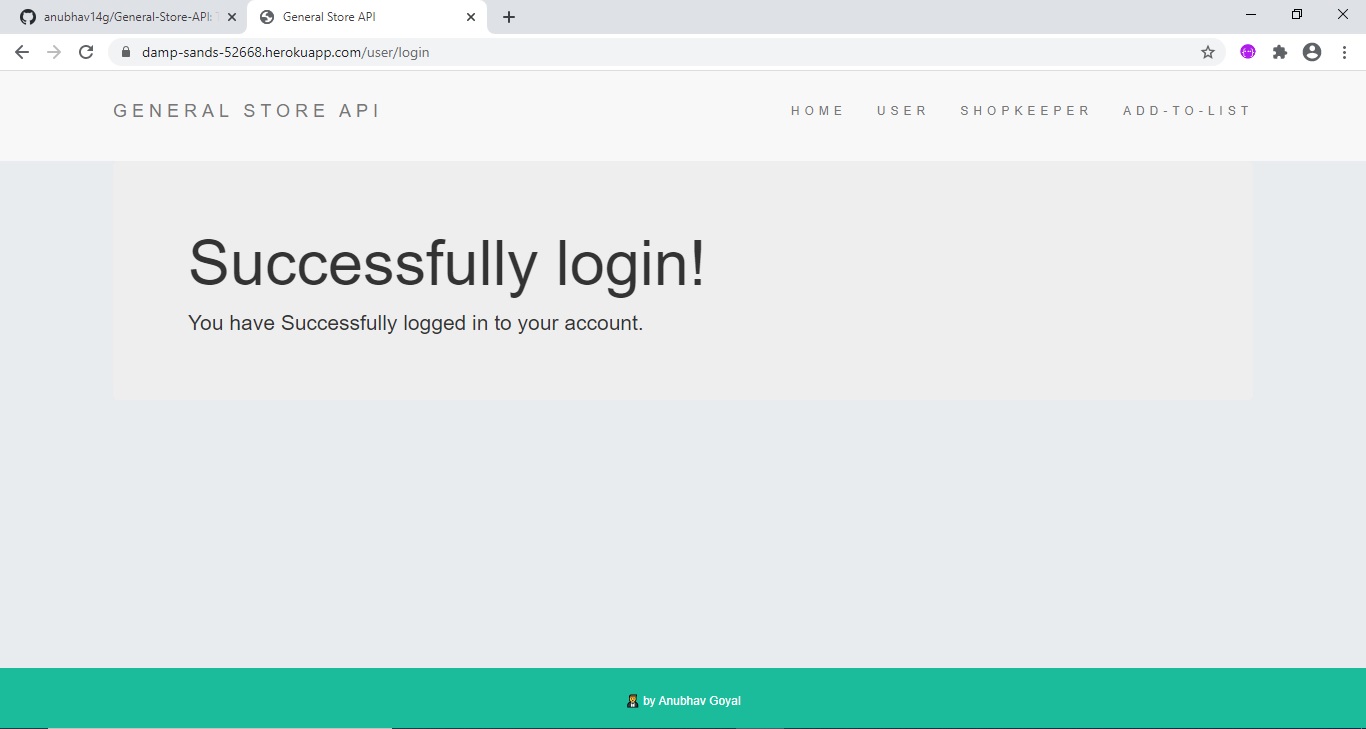 anubhav14g/General-Store-API:
General Store API
damp-sands-52668.herokuapp.com/user/login
GENERAL STORE API
HOME USER SHOPKEEPER ADD-TO-LIST
Successfully login!
You have Successfully logged in to your account.
by Anubhav Goyal